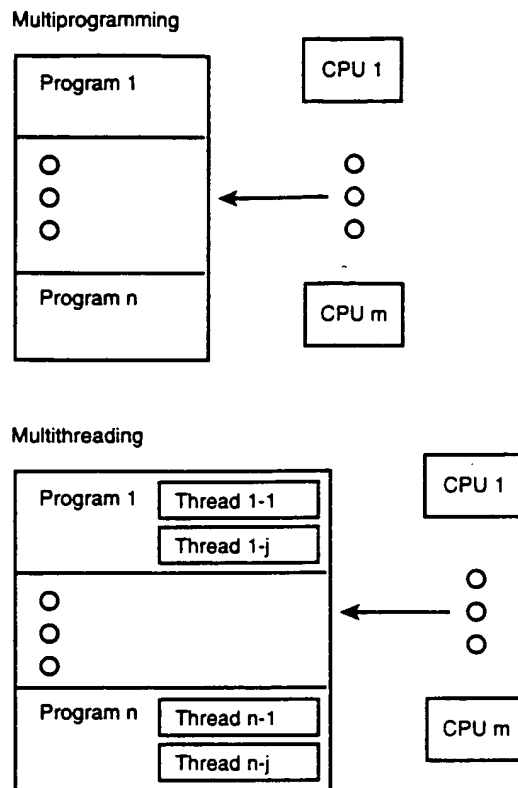 Multiprogramming
Program 1
CPU 1
Program n
CPU m
Multithreading
Program 1
Thread 1-1
Thread 1-j
CPU 1
Program n
Thread n-1
Thread n-j
CPU m